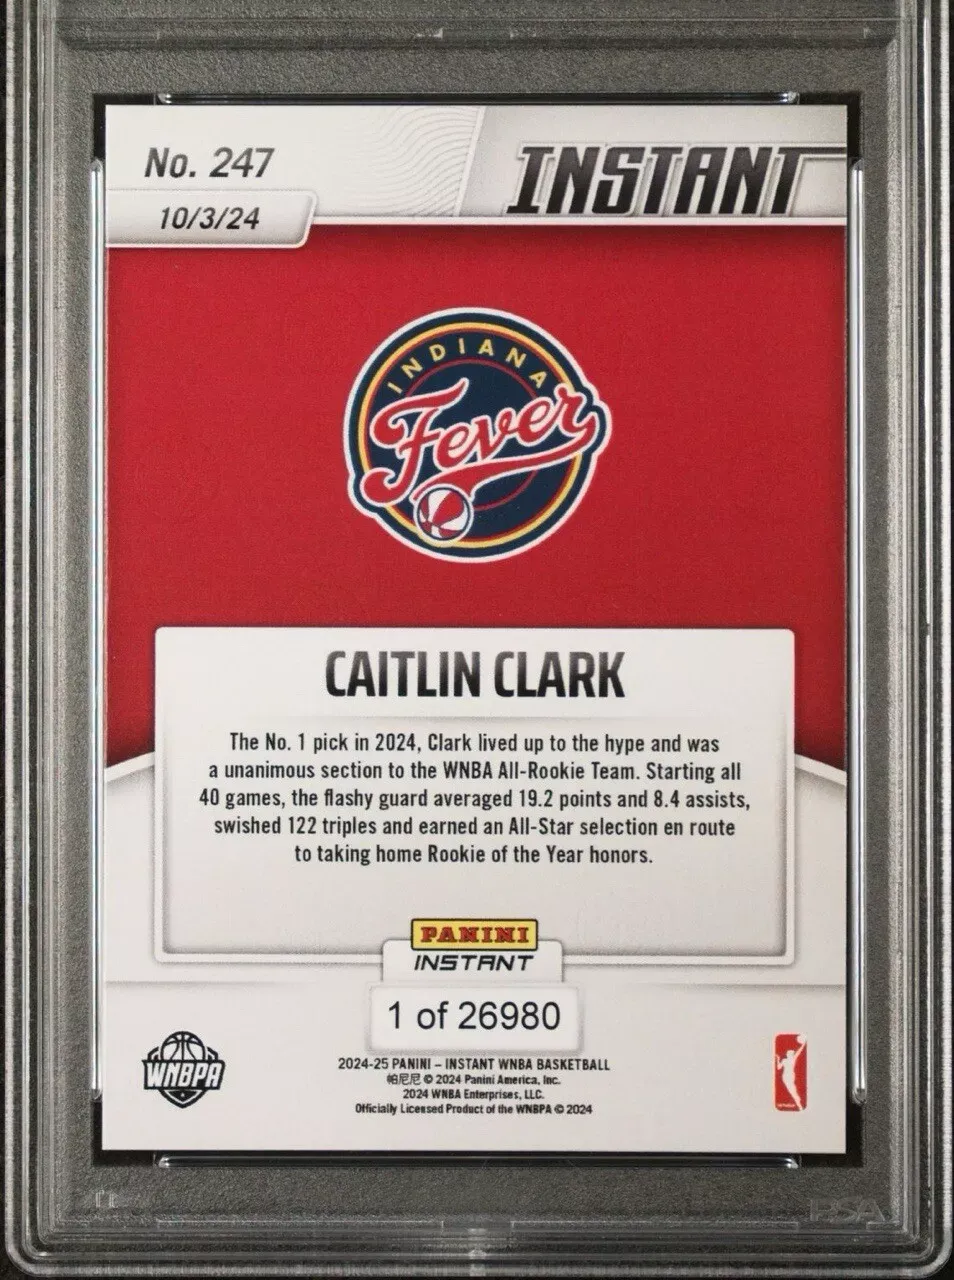 No. 247
INSTANT
10/3/24
INDIANA
Fever
CAITLIN CLARK
The No. 1 pick in 2024, Clark lived up to the hype and was
a unanimous section to the WNBA All-Rookie Team. Starting all
40 games, the flashy guard averaged 19.2 points and 8.4 assists,
swished 122 triples and earned an All-Star selection en route
to taking home Rookie of the Year honors.
PANINI
INSTANT
1 of 26980
WNBPA
2024-25 PANINI – INSTANT WNBA BASKETBALL
帕尼尼 © 2024 Panini America, Inc.
2024 WNBA Enterprises, LLC.
Officially Licensed Product of the WNBPA © 2024
PSA